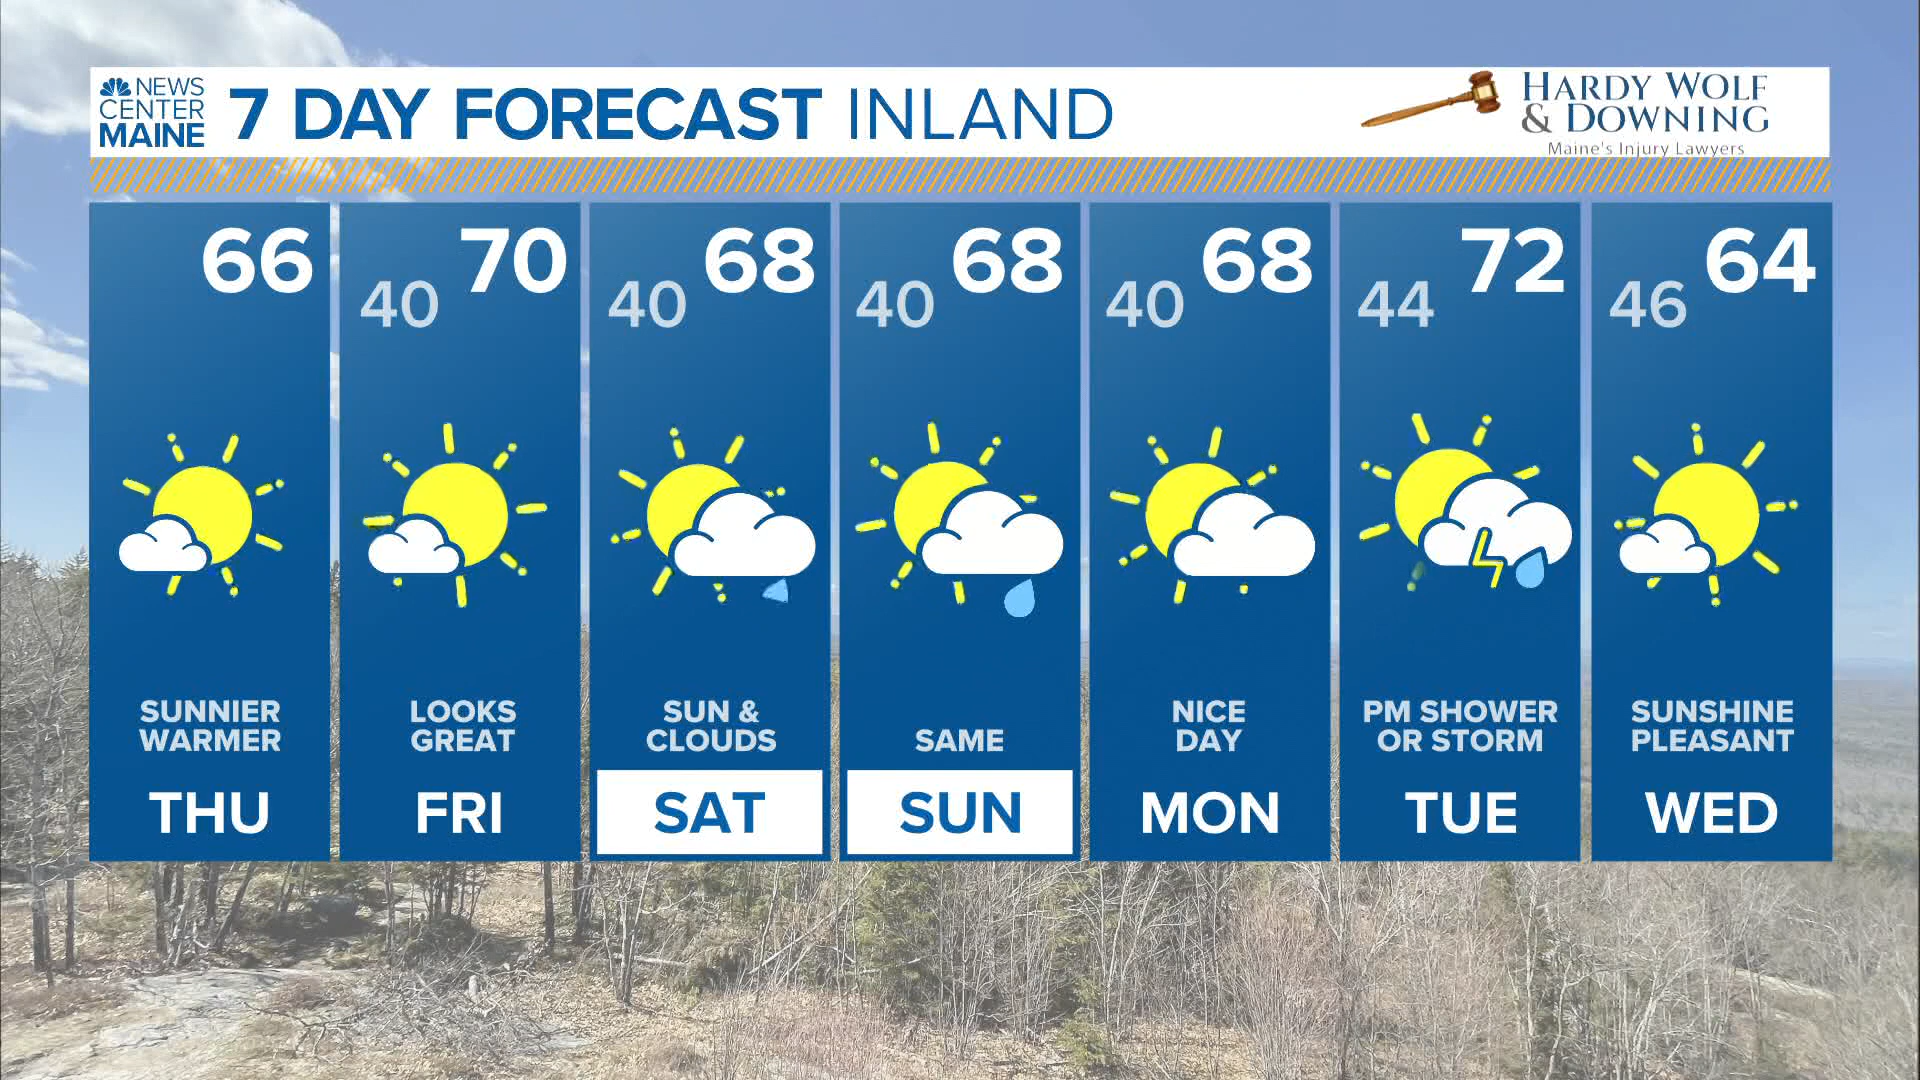 NEWS
CENTER
MAINE
7 DAY FORECAST INLAND
HARDY WOLF
& DOWNING
Maine's Injury Lawyers
66
SUNNIER
WARMER
THU
40 70
LOOKS
GREAT
FRI
40 68
SUN &
CLOUDS
SAT
40 68
SAME
SUN
40 68
NICE
DAY
MON
44 72
PM SHOWER
OR STORM
TUE
46 64
SUNSHINE
PLEASANT
WED